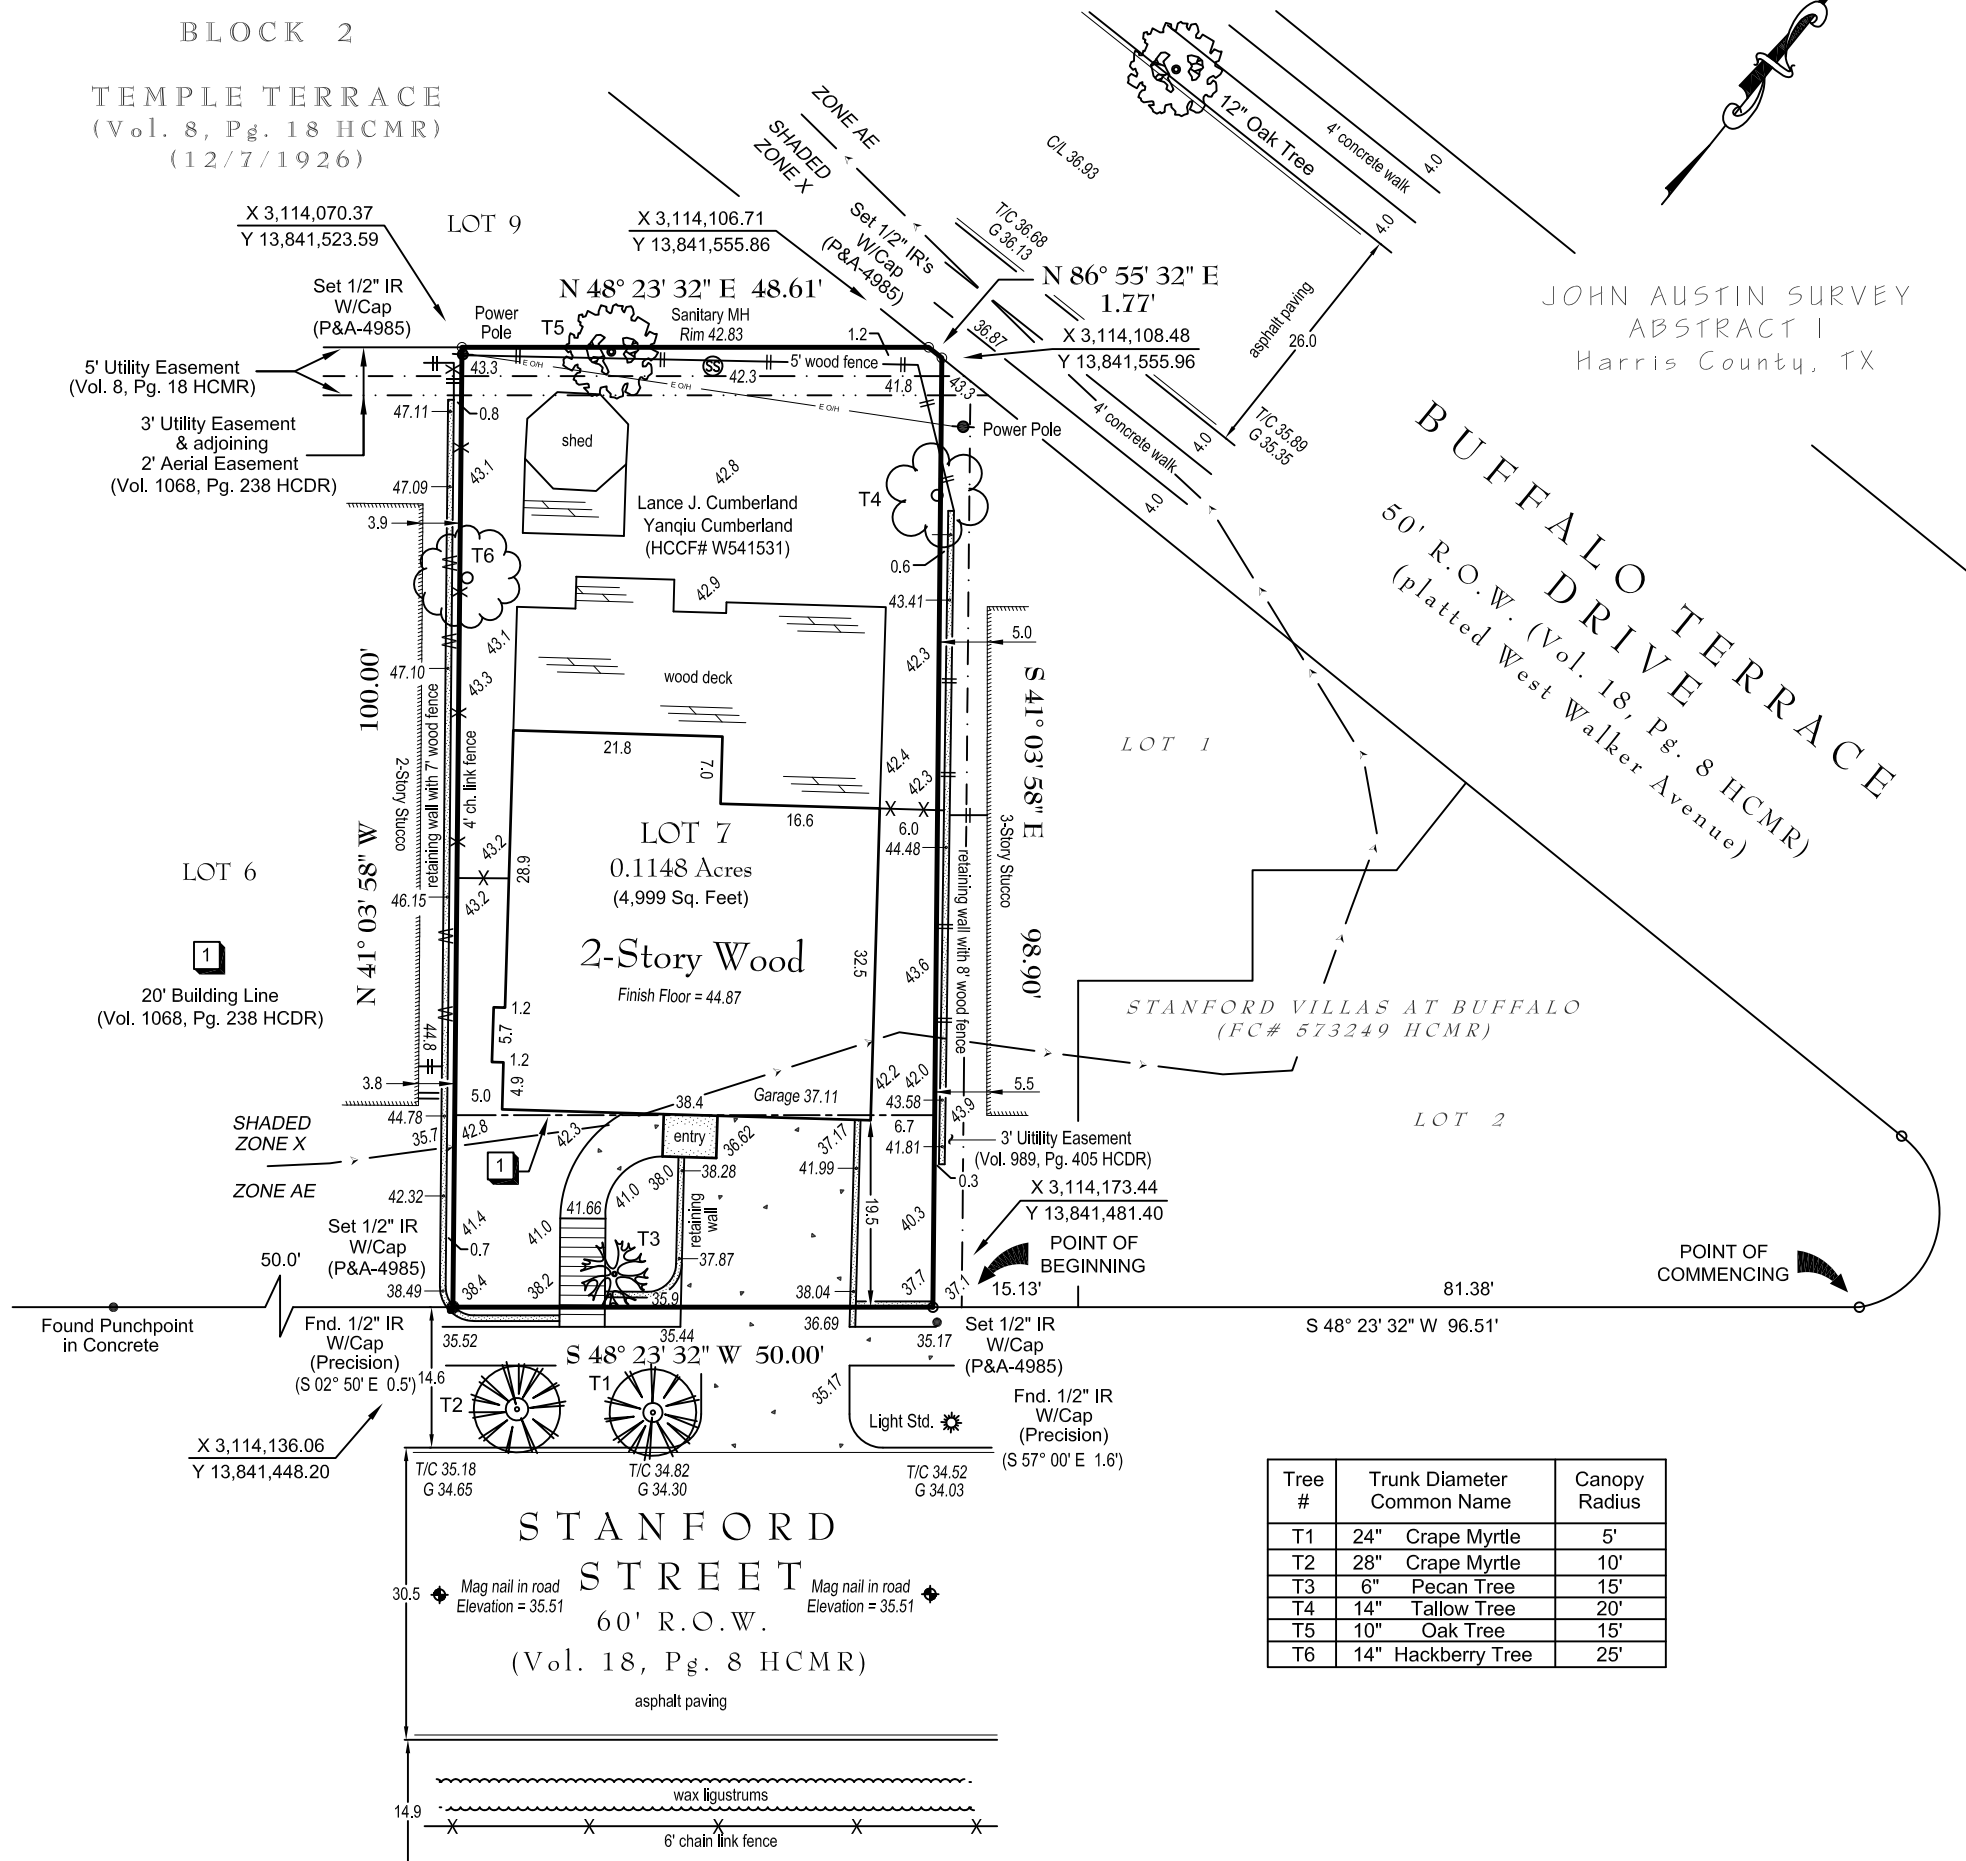 BLOCK 2
TEMPLE TERRACE
(Vol. 8, Pg. 18 HCMR)
(12/7/1926)
X 3,114,070.37
Y 13,841,523.59
LOT 9
X 3,114,106.71
Y 13,841,555.86
ZONE AE
SHADED
ZONE X
Set 1/2" IR's
W/Cap
(P&A-4985)
C/L 36.93
T/C 36.68
G 36.13
12" Oak Tree
4' concrete walk
4.0
4.0
asphalt paving
26.0
JOHN AUSTIN SURVEY
ABSTRACT 1
Harris County, TX
Set 1/2" IR
W/Cap
(P&A-4985)
N 48° 23' 32" E 48.61'
N 86° 55' 32" E
1.77'
X 3,114,108.48
Y 13,841,555.96
Power
Pole
T5
Sanitary MH
Rim 42.83
1.2
36.87
5' Utility Easement
(Vol. 8, Pg. 18 HCMR)
43.3
E O/H
SS
42.3
5' wood fence
41.8
43.3
E O/H
E O/H
3' Utility Easement
& adjoining
2' Aerial Easement
(Vol. 1068, Pg. 238 HCDR)
47.11
0.8
shed
Power Pole
4' concrete walk
4.0
4.0
T/C 35.89
G 35.35
43.1
47.09
42.8
Lance J. Cumberland
Yanqiu Cumberland
(HCCF# W541531)
T4
3.9
T6
0.6
42.9
43.41
BUFFALO TERRACE
DRIVE
50' R.O.W. (Vol. 18, Pg. 8 HCMR)
(platted West Walker Avenue)
43.1
47.10
43.3
wood deck
42.3
5.0
100.00'
N 41° 03' 58" W
2-Story Stucco
retaining wall with 7' wood fence
4' ch. link fence
21.8
7.0
42.4
42.3
S 41° 03' 58" E
98.90'
LOT 1
16.6
6.0
44.48
3-Story Stucco
retaining wall with 8' wood fence
LOT 6
43.2
43.2
28.9
46.15
LOT 7
0.1148 Acres
(4,999 Sq. Feet)
2-Story Wood
Finish Floor = 44.87
32.5
43.6
1
20' Building Line
(Vol. 1068, Pg. 238 HCDR)
44.8
1.2
5.7
1.2
4.9
STANFORD VILLAS AT BUFFALO
(FC# 573249 HCMR)
3.8
5.0
38.4
Garage 37.11
42.2
42.0
43.58
5.5
43.9
LOT 2
SHADED
ZONE X
ZONE AE
44.78
35.7
42.8
42.3
entry
36.62
37.17
6.7
41.81
3' Uitility Easement
(Vol. 989, Pg. 405 HCDR)
1
38.0
38.28
41.99
0.3
42.32
41.66
41.0
41.0
retaining
wall
19.5
40.3
X 3,114,173.44
Y 13,841,481.40
Set 1/2" IR
W/Cap
(P&A-4985)
41.4
0.7
T3
37.87
POINT OF
BEGINNING
POINT OF
COMMENCING
50.0'
38.49
38.4
38.2
35.9
38.04
37.7
37.1
15.13'
81.38'
Found Punchpoint
in Concrete
Fnd. 1/2" IR
W/Cap
(Precision)
(S 02° 50' E 0.5')
35.52
35.44
36.69
35.17
Set 1/2" IR
W/Cap
(P&A-4985)
S 48° 23' 32" W 96.51'
S 48° 23' 32" W 50.00'
14.6
T2
T1
35.17
Light Std.
Fnd. 1/2" IR
W/Cap
(Precision)
(S 57° 00' E 1.6')
X 3,114,136.06
Y 13,841,448.20
T/C 35.18
G 34.65
T/C 34.82
G 34.30
T/C 34.52
G 34.03
STANFORD
STREET
60' R.O.W.
(Vol. 18, Pg. 8 HCMR)
asphalt paving
30.5
Mag nail in road
Elevation = 35.51
Mag nail in road
Elevation = 35.51
14.9
wax ligustrums
6' chain link fence
Tree # Trunk Diameter Common Name Canopy Radius
T1 24" Crape Myrtle 5'
T2 28" Crape Myrtle 10'
T3 6" Pecan Tree 15'
T4 14" Tallow Tree 20'
T5 10" Oak Tree 15'
T6 14" Hackberry Tree 25'